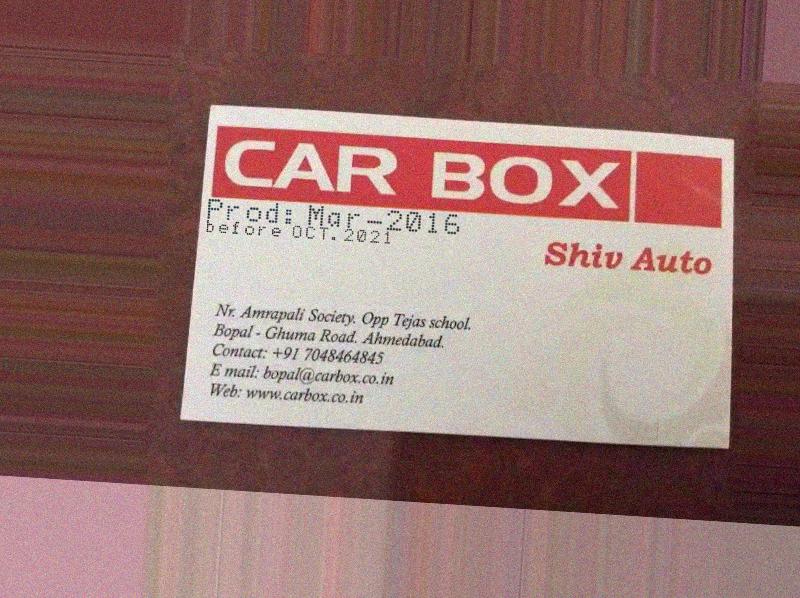 CAR BOX
Prod: Mar-2016
before OCT.2021
Shiv Auto
Nr. Amrapali Society. Opp Tejas school.
Bopal - Ghuma Road. Ahmedabad.
Contact: +91 7048464845
E mail: bopal@carbox.co.in
Web: www.carbox.co.in